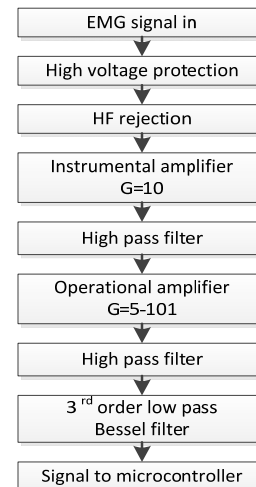 EMG signal in
High voltage protection
HF rejection
Instrumental amplifier
G=10
High pass filter
Operational amplifier
G=5-101
High pass filter
3 rd order low pass
Bessel filter
Signal to microcontroller